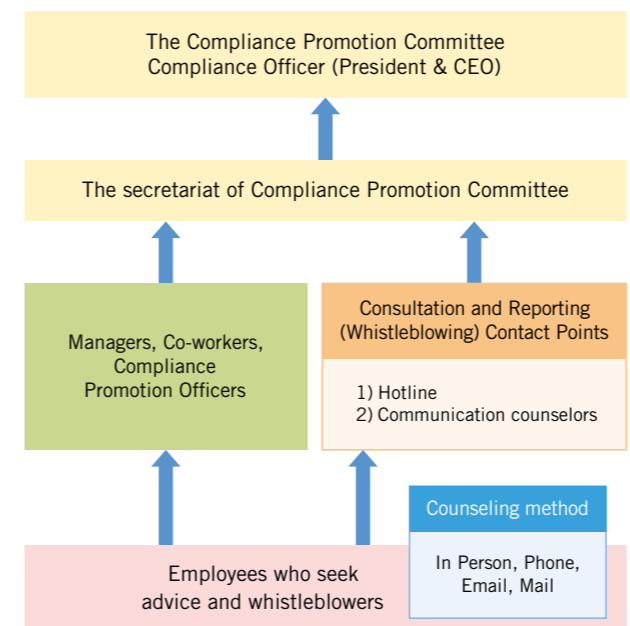 The Compliance Promotion Committee
Compliance Officer (President & CEO)
The secretariat of Compliance Promotion Committee
Managers, Co-workers,
Compliance
Promotion Officers
Consultation and Reporting
(Whistleblowing) Contact Points
1) Hotline
2) Communication counselors
Counseling method
In Person, Phone,
Email, Mail
Employees who seek
advice and whistleblowers